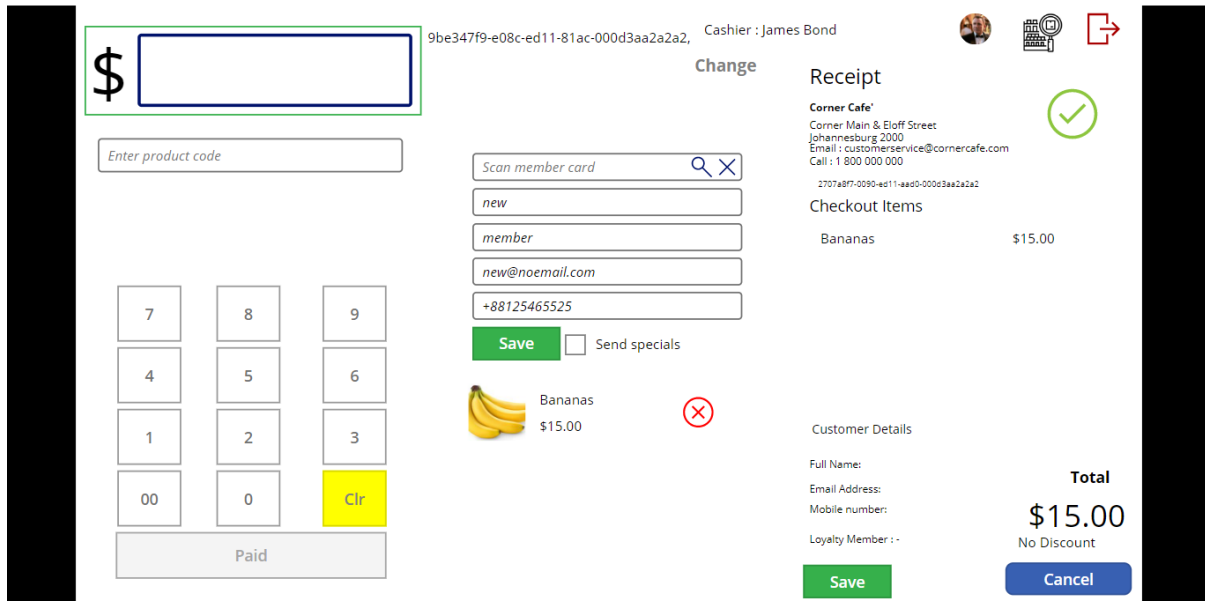 $
9be347f9-e08c-ed11-81ac-000d3aa2a2a2,
Cashier : James Bond
Change
Enter product code
7 8 9
4 5 6
1 2 3
00 0 Clr
Paid
Scan member card
new
member
new@noemail.com
+88125465525
Save Send specials
Bananas
$15.00
Receipt
Corner Cafe'
Corner Main & Eloff Street
Johannesburg 2000
Email : customerservice@cornercafe.com
Call : 1 800 000 000
2707a8f7-0090-ed11-aad0-000d3aa2a2a2
Checkout Items
Bananas $15.00
Customer Details
Full Name:
Email Address:
Mobile number:
Loyalty Member : -
Total
$15.00
No Discount
Save
Cancel